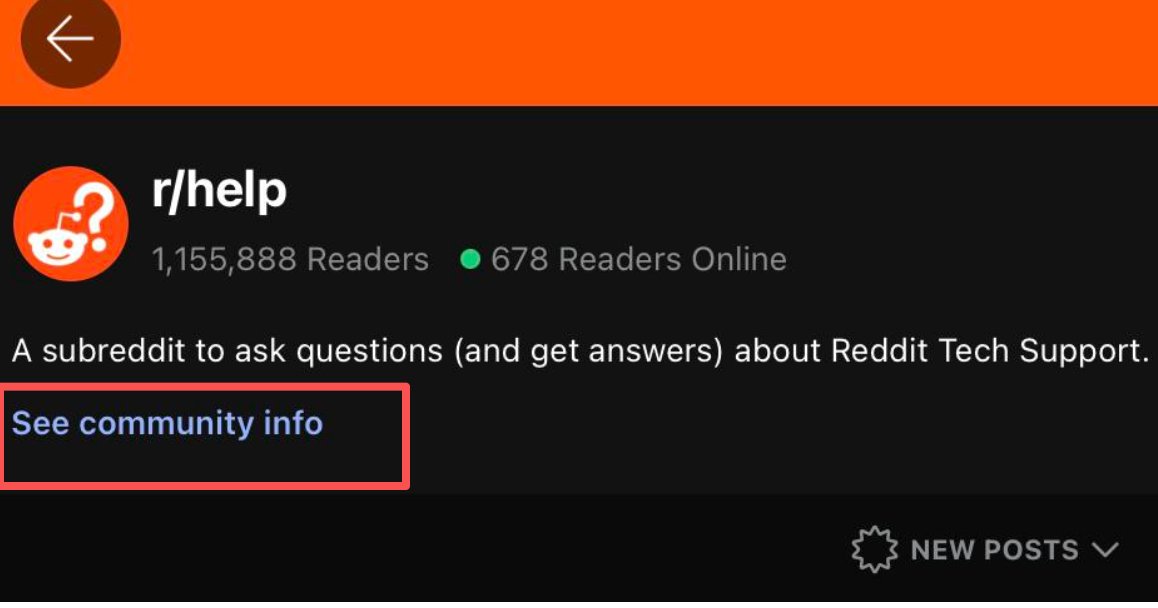 r/help
1,155,888 Readers 678 Readers Online
A subreddit to ask questions (and get answers) about Reddit Tech Support.
See community info
NEW POSTS